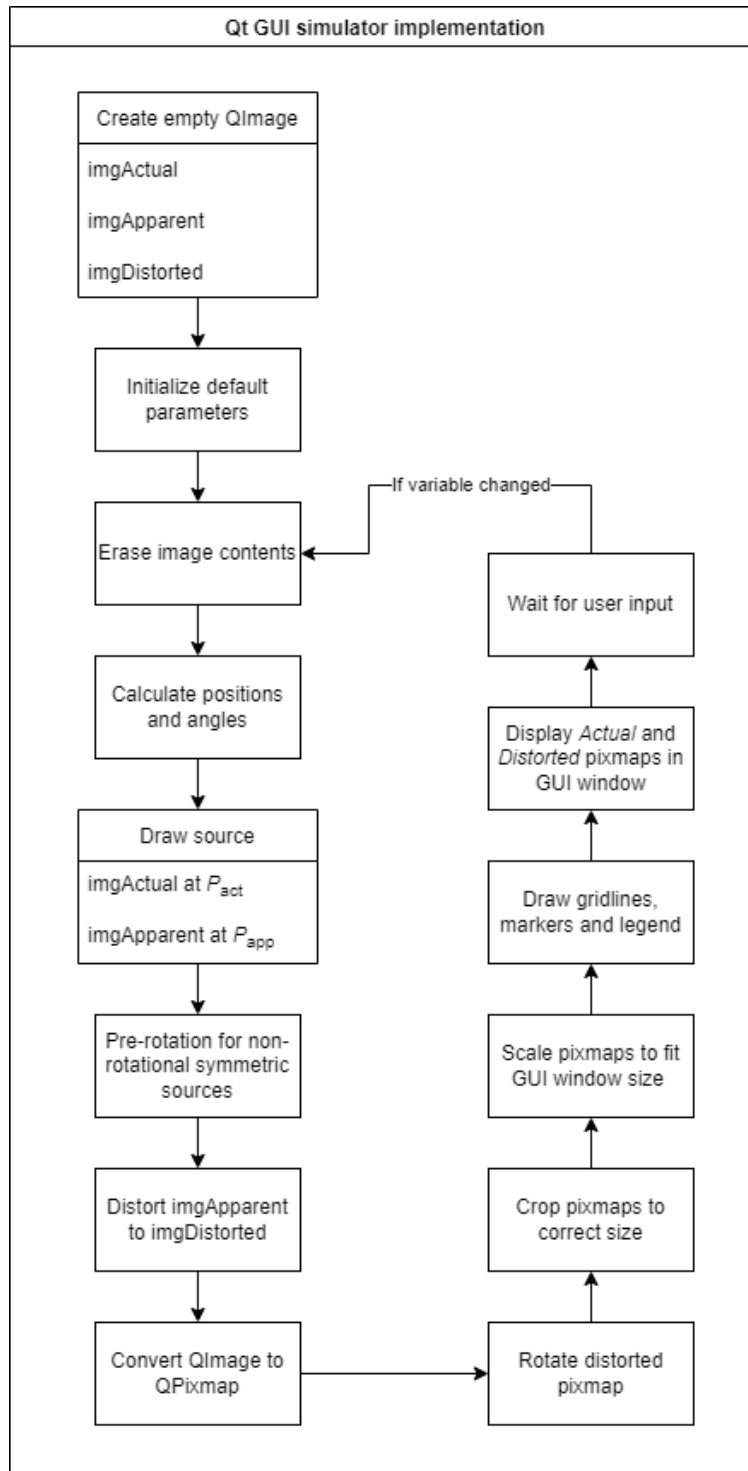 Qt GUI simulator implementation
Create empty QImage
imgActual
imgApparent
imgDistorted
Initialize default
parameters
Erase image contents
Calculate positions
and angles
Draw source
imgActual at Pact
imgApparent at Papp
Pre-rotation for non-
rotational symmetric
sources
Distort imgApparent
to imgDistorted
Convert QImage to
QPixmap
Rotate distorted
pixmap
Crop pixmaps to
correct size
Scale pixmaps to fit
GUI window size
Draw gridlines,
markers and legend
Display Actual and
Distorted pixmaps in
GUI window
Wait for user input
If variable changed